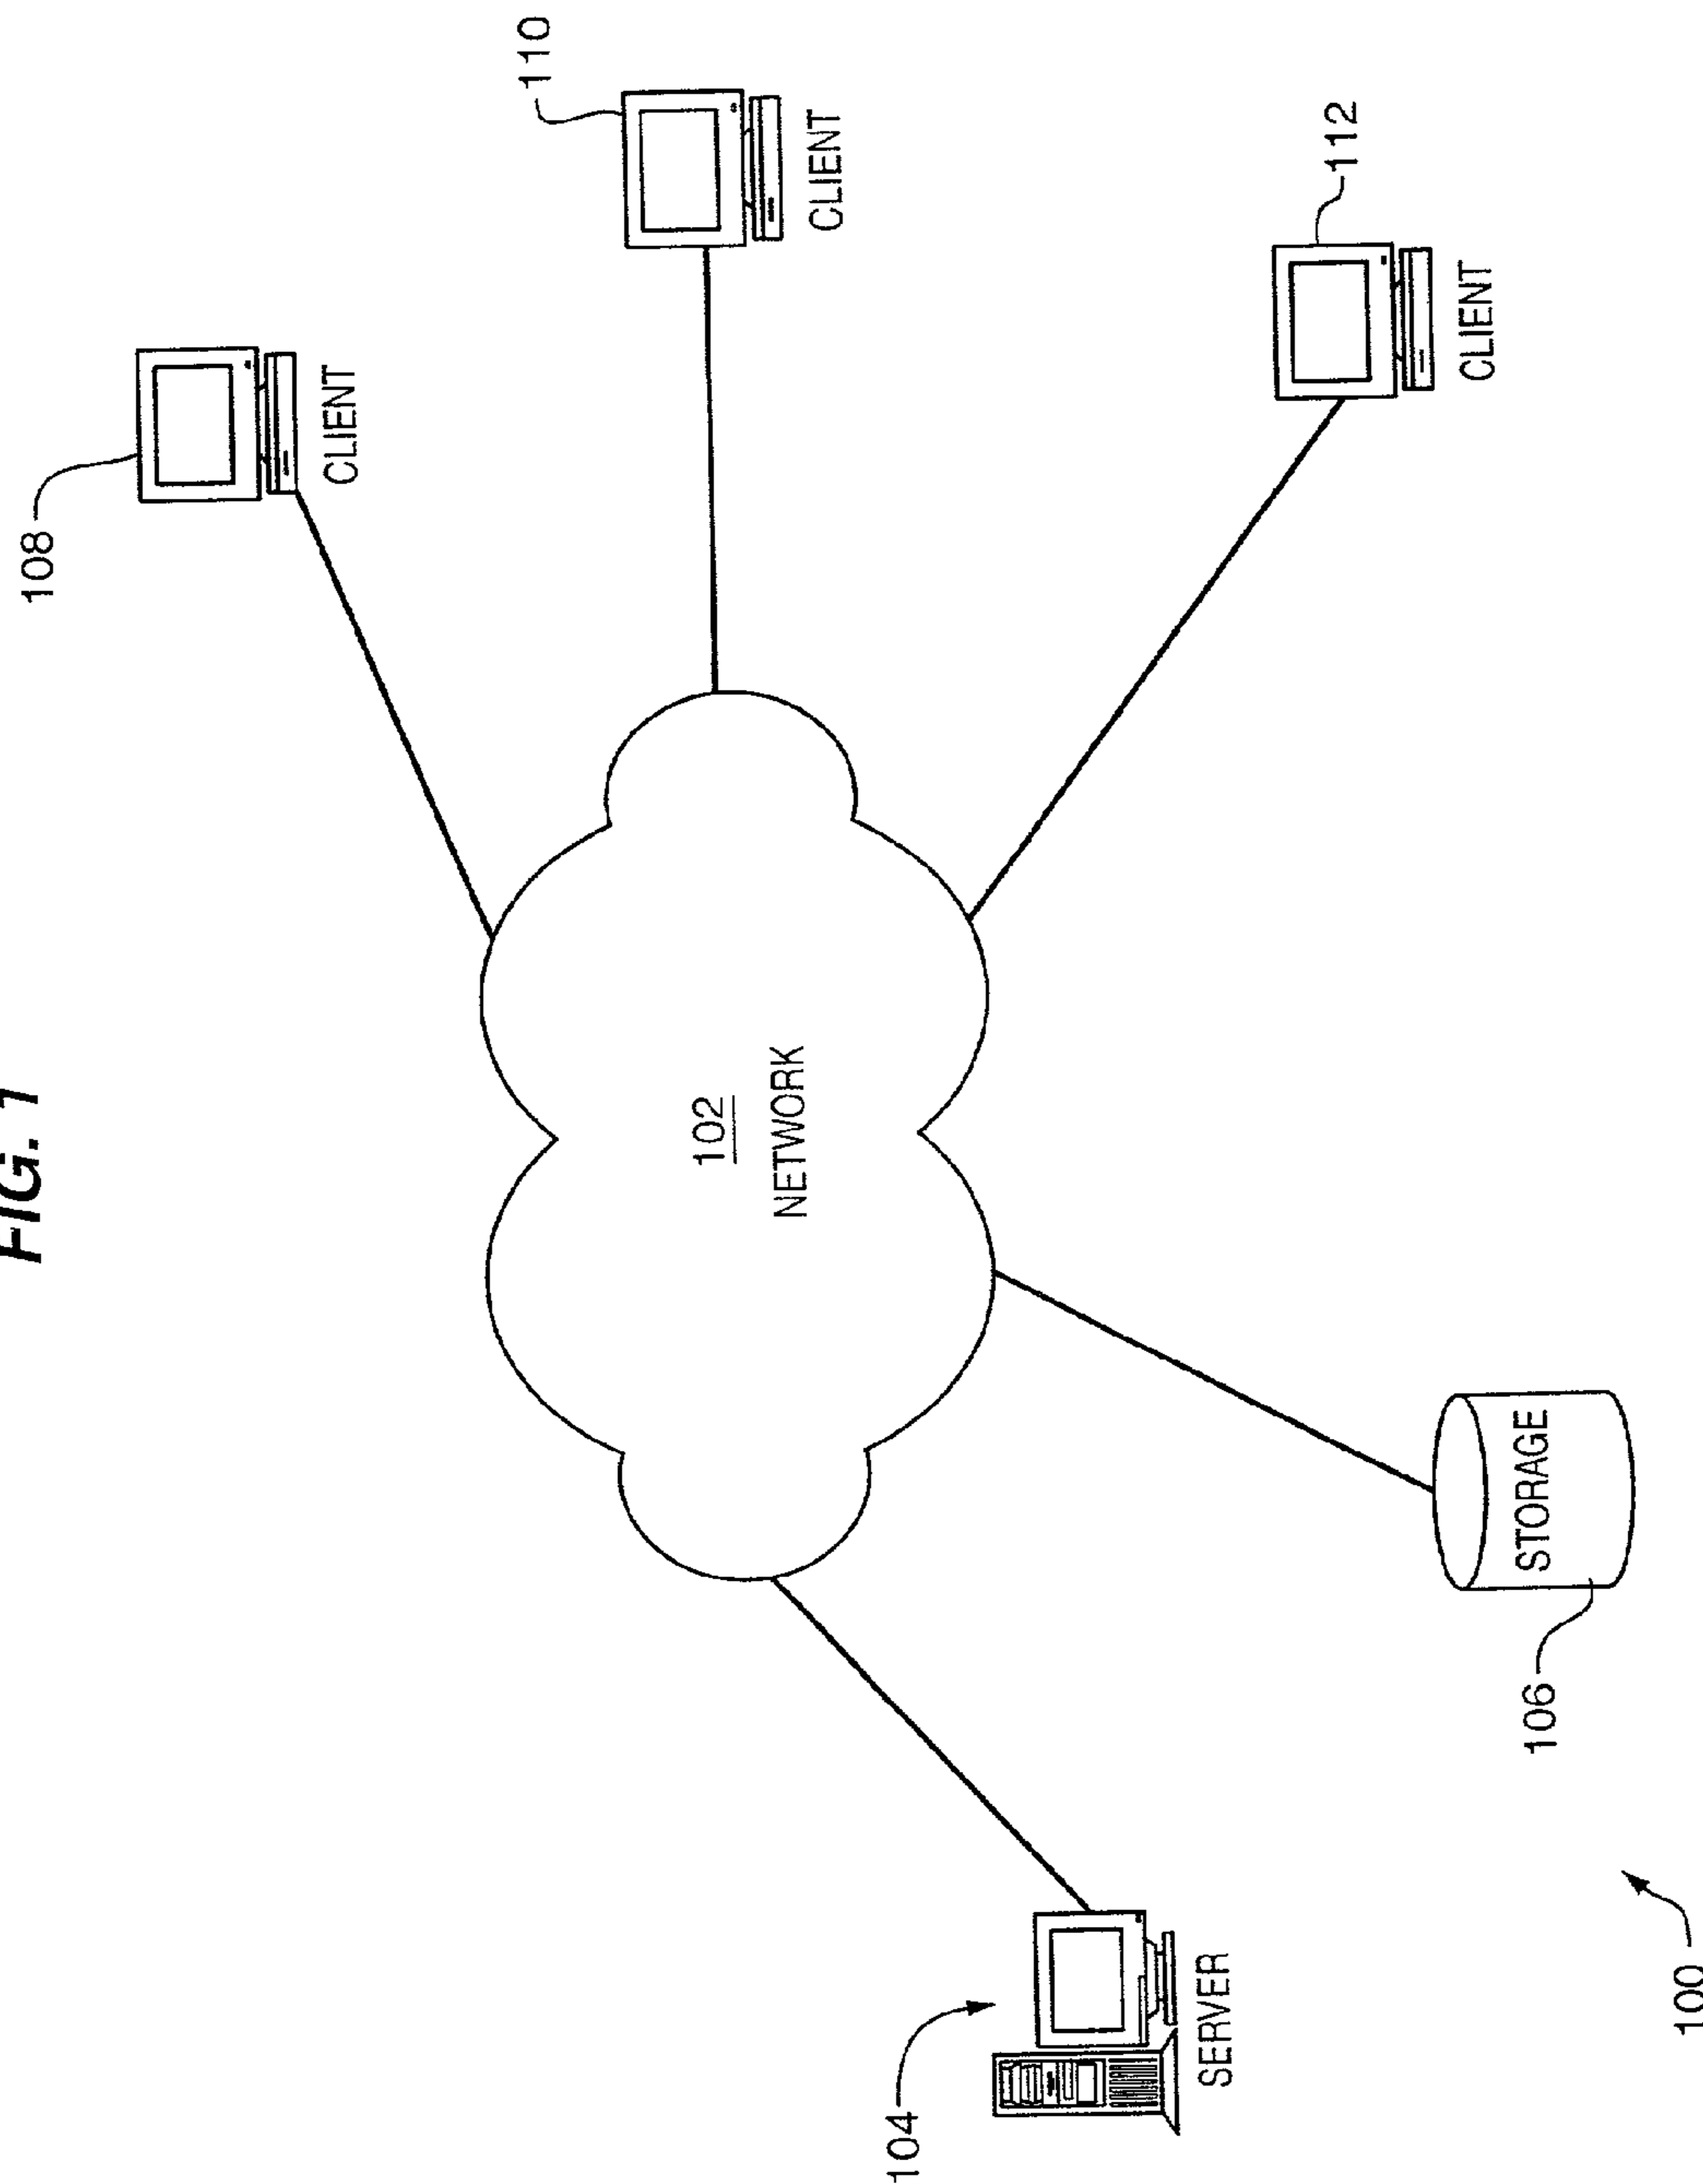 FIG. 1
108
CLIENT
110
CLIENT
102
NETWORK
112
CLIENT
104
SERVER
STORAGE
106
100